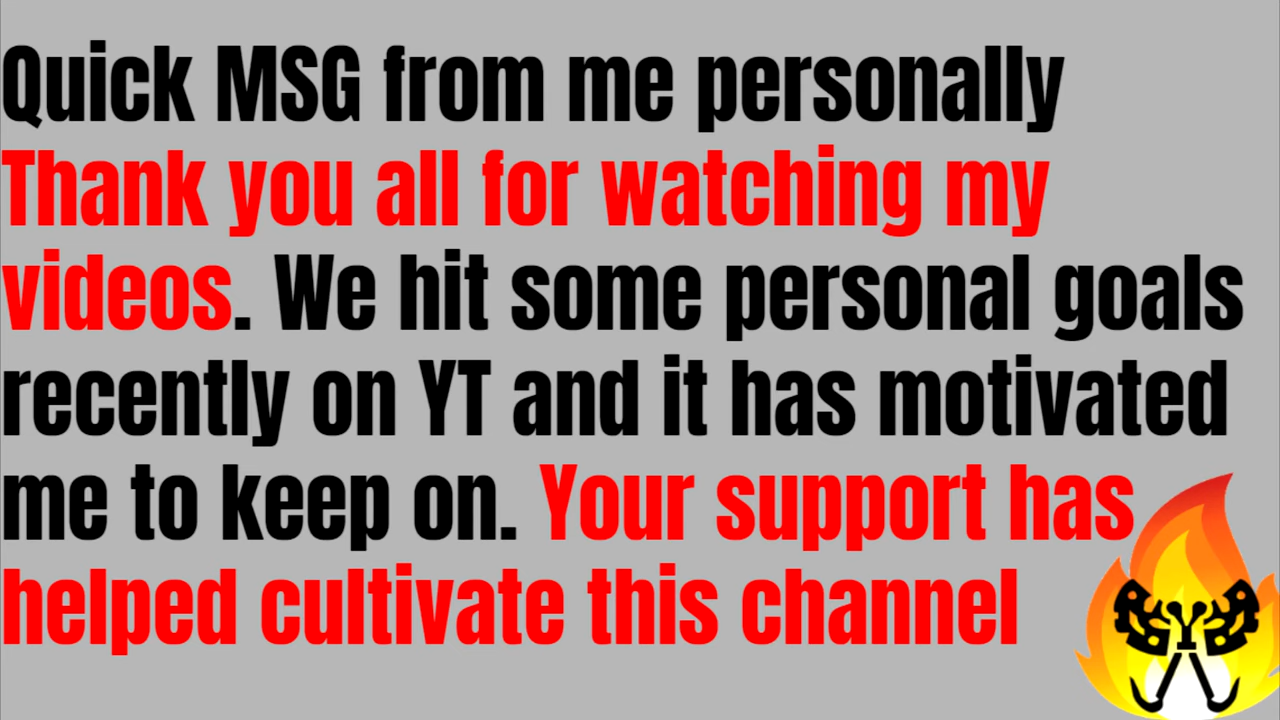 Quick MSG from me personally
Thank you all for watching my
videos. We hit some personal goals
recently on YT and it has motivated
me to keep on. Your support has
helped cultivate this channel